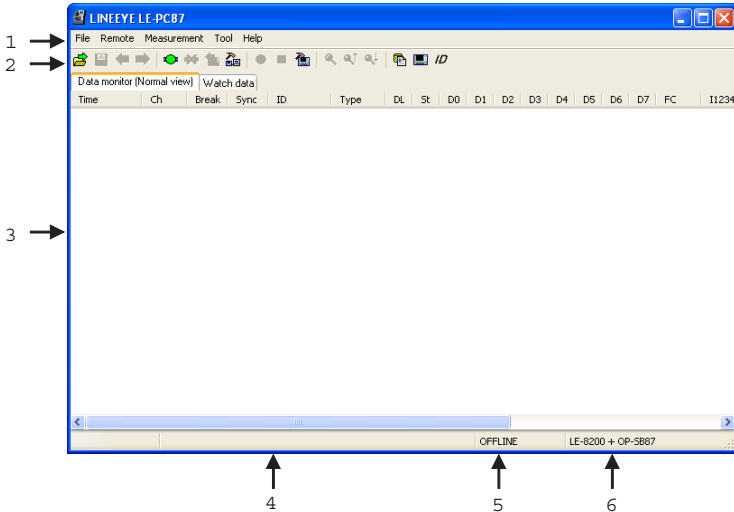 LINEEYE LE-PC87
1
File Remote Measurement Tool Help
2
ID
Data monitor (Normal view) Watch data
Time Ch Break Sync ID Type DL St D0 D1 D2 D3 D4 D5 D6 D7 FC I1234
3
OFFLINE LE-8200 + OP-SB87
4 5 6